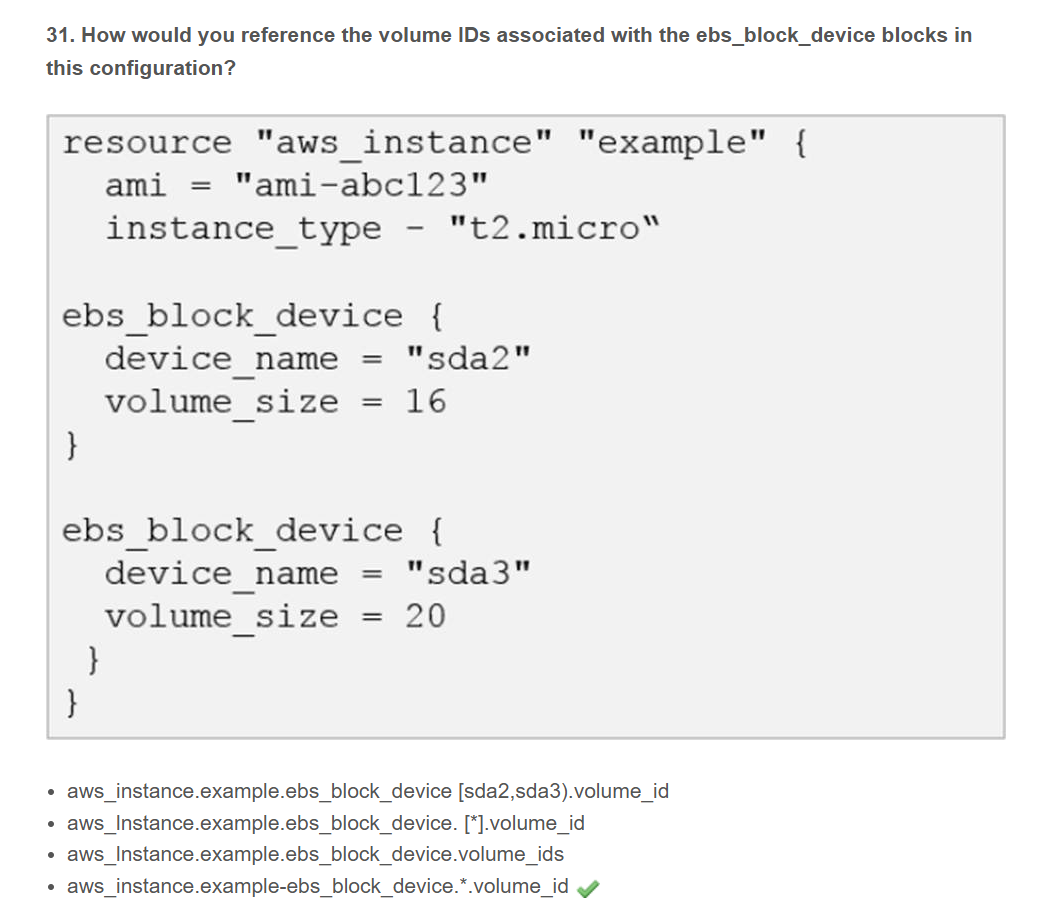 31. How would you reference the volume IDs associated with the ebs_block_device blocks in
this configuration?
resource "aws_instance" "example" {
ami = "ami-abc123"
instance_type - "t2.micro‟
ebs_block_device {
device_name = "sda2"
volume_size = 16
}
ebs_block_device {
device_name = "sda3"
volume_size = 20
}
}
• aws_instance.example.ebs_block_device [sda2,sda3).volume_id
• aws_lnstance.example.ebs_block_device. [*].volume_id
• aws_lnstance.example.ebs_block_device.volume_ids
• aws_instance.example-ebs_block_device.*.volume_id